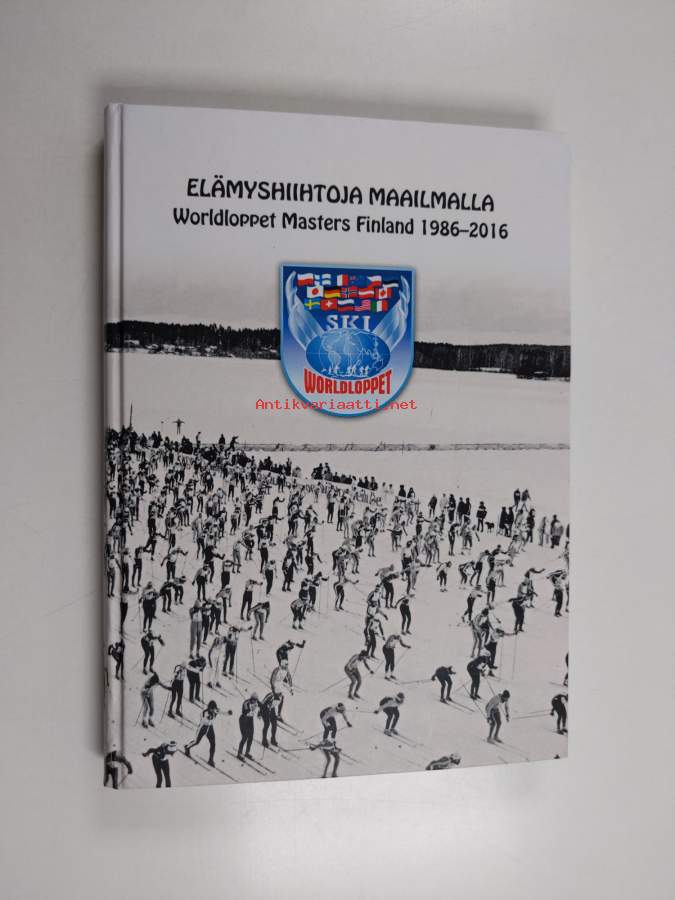 ELÄMYSHIIHTOJA MAAILMALLA
Worldloppet Masters Finland 1986–2016
SKI
WORLDLOPPET
Antikvariaatti.net